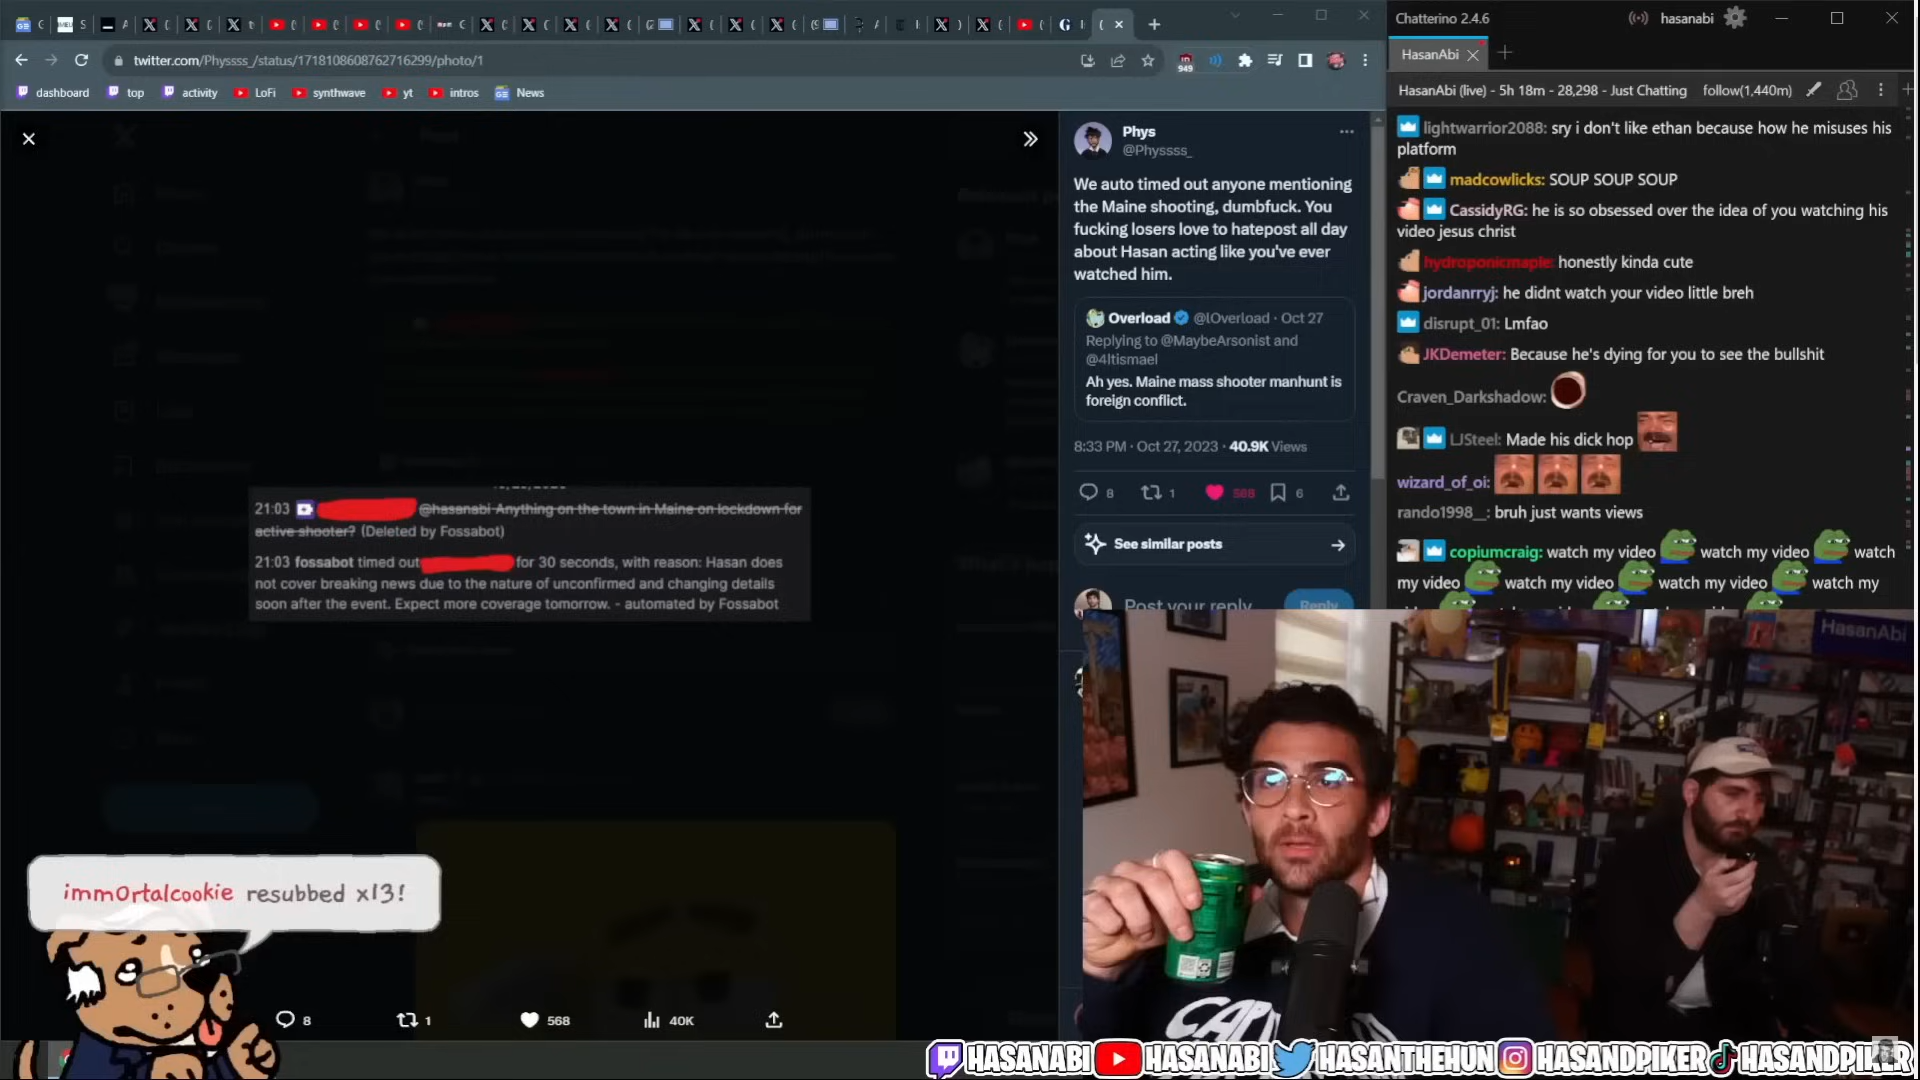 twitter.com/Physsss_/status/1718108608762716299/photo/1
949
dashboard
top
activity
LoFi
synthwave
yt
intros
News
21:03 @hasanabi Anything on the town in Maine on lockdown for
active shooter? (Deleted by Fossabot)
21:03 fossabot timed out for 30 seconds, with reason: Hasan does
not cover breaking news due to the nature of unconfirmed and changing details
soon after the event. Expect more coverage tomorrow. - automated by Fossabot
immOrtalcookie resubbed x13!
8
1
568
40K
Phys
@Physsss_
We auto timed out anyone mentioning
the Maine shooting, dumbfuck. You
fucking losers love to hatepost all day
about Hasan acting like you've ever
watched him.
Overload @lOverload · Oct 27
Replying to @MaybeArsonist and
@4ltismael
Ah yes. Maine mass shooter manhunt is
foreign conflict.
8:33 PM · Oct 27, 2023 · 40.9K Views
8
1
568
6
See similar posts
Post your reply
Reply
Chatterino 2.4.6
hasanabi
HasanAbi
HasanAbi (live) - 5h 18m - 28,298 - Just Chatting
follow(1,440m)
lightwarrior2088: sry i don't like ethan because how he misuses his
platform
madcowlicks: SOUP SOUP SOUP
CassidyRG: he is so obsessed over the idea of you watching his
video jesus christ
hydroponicmaple: honestly kinda cute
jordanrryj: he didnt watch your video little breh
disrupt_01: Lmfao
JKDemeter: Because he's dying for you to see the bullshit
Craven_Darkshadow:
LJSteel: Made his dick hop
wizard_of_oi:
rando1998__: bruh just wants views
copiumcraig: watch my video watch my video watch
my video watch my video watch my video watch my
HasanAbi
HASANABI
HASANABI
HASANTHEHUN
HASANDPIKER
HASANDPIKER